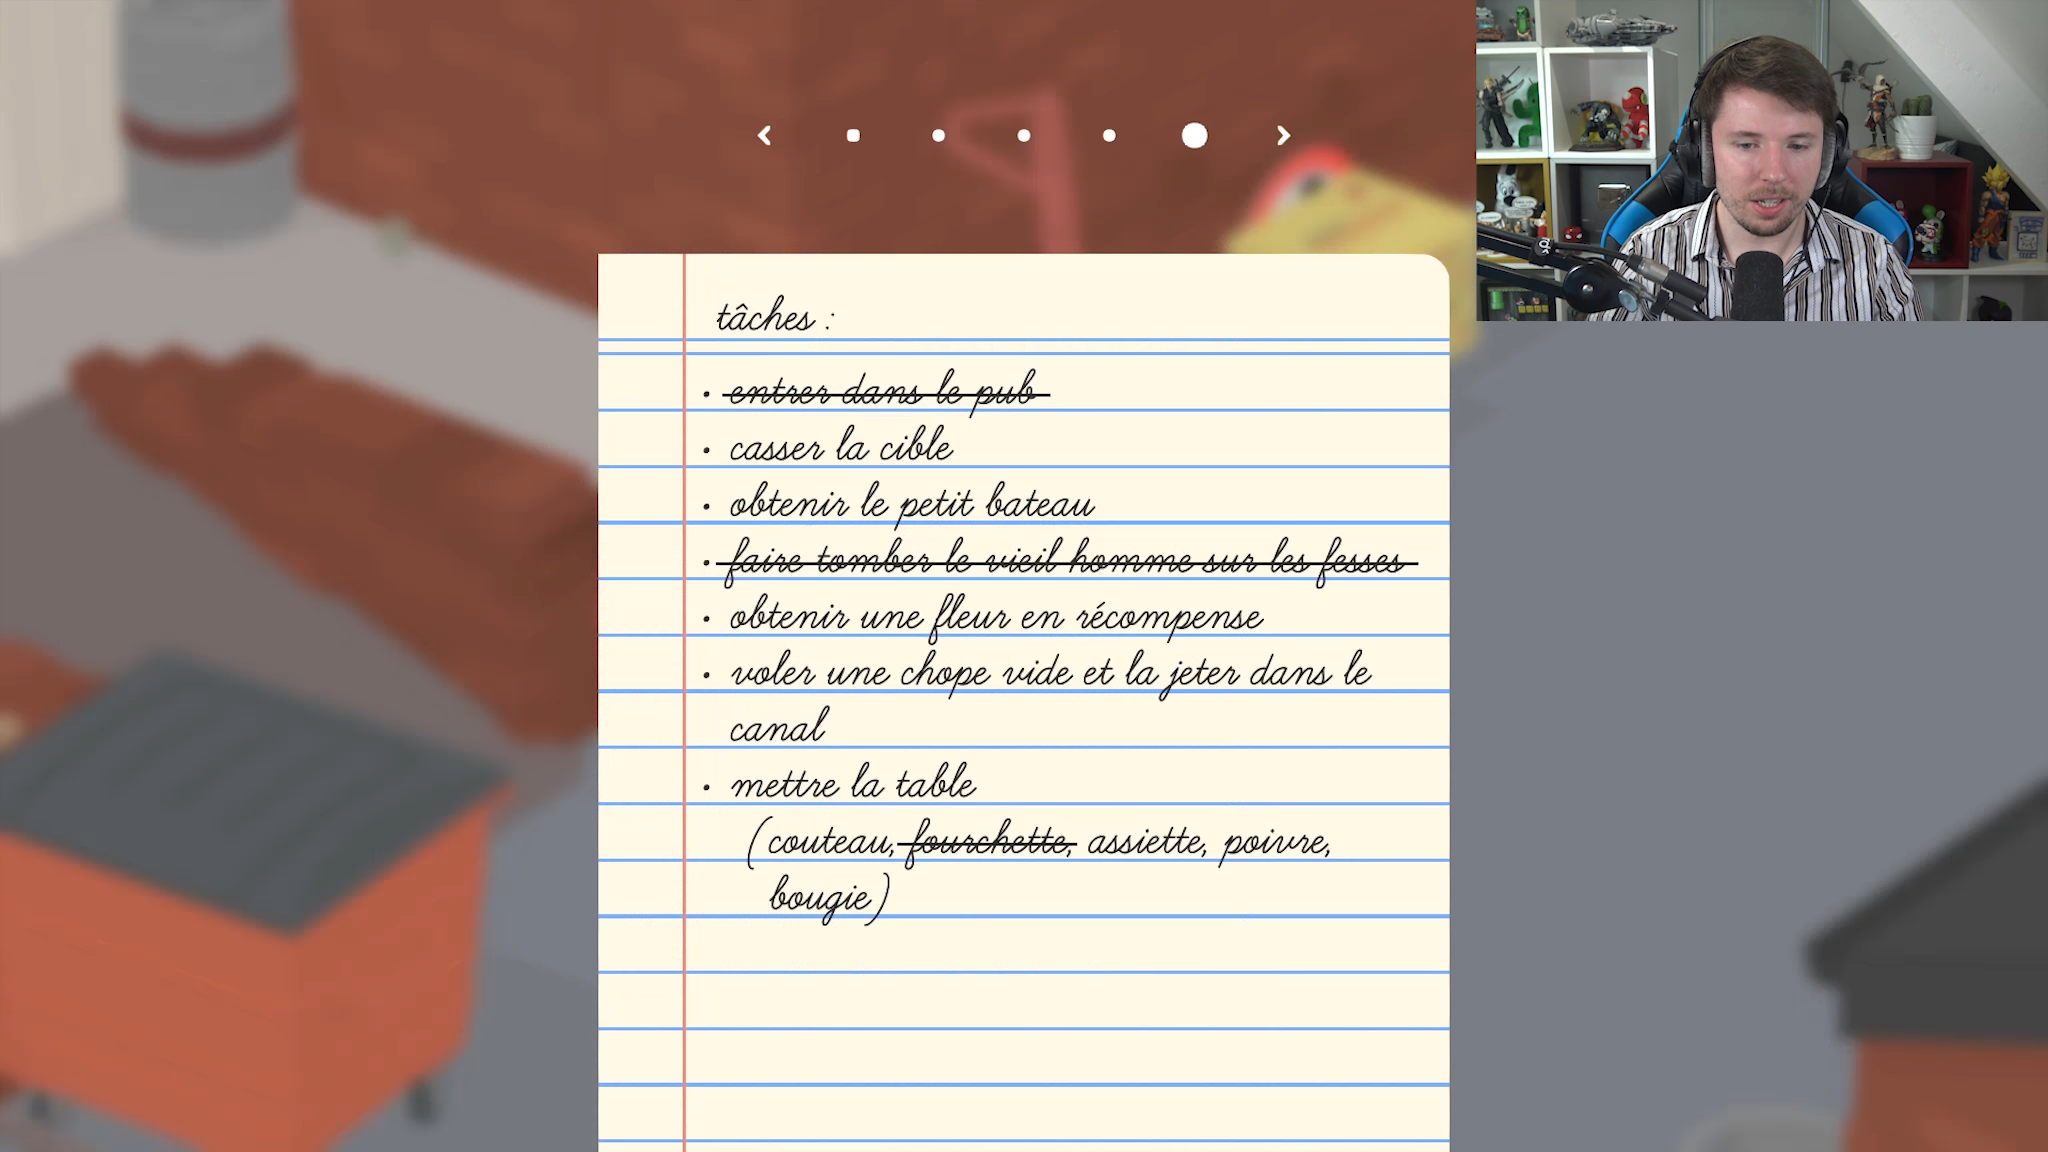 tâches :
• entrer dans le pub
• casser la cible
• obtenir le petit bateau
• faire tomber le vieil homme sur les fesses
• obtenir une fleur en récompense
• voler une chope vide et la jeter dans le
canal
• mettre la table
(couteau, fourchette, assiette, poivre,
bougie)